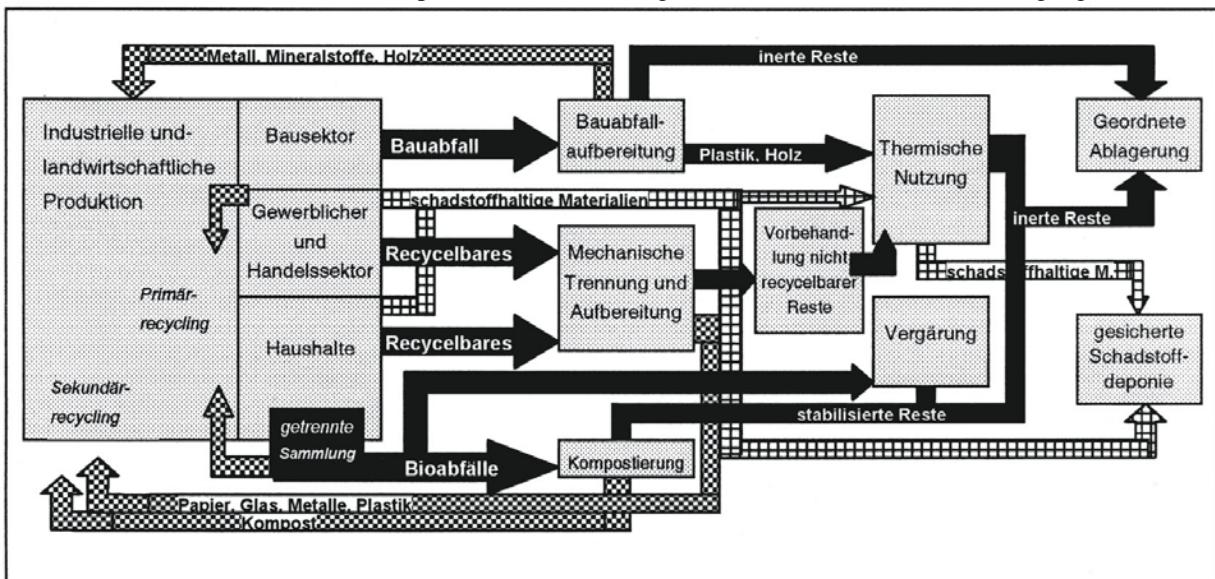 Metall, Mineralstoffe, Holz
inerte Reste
Industrielle und-
landwirtschaftliche
Produktion
Bausektor
Bauabfall
Bauabfall-
aufbereitung
Plastik, Holz
Thermische
Nutzung
Geordnete
Ablagerung
schadstoffhaltige Materialien
Gewerblicher
und
Handelssektor
Recycelbares
Mechanische
Trennung und
Aufbereitung
Vorbehand-
lung nicht
recycelbarer
Reste
inerte Reste
schadstoffhaltige M.
Primär-
recycling
Haushalte
Recycelbares
Vergärung
gesicherte
Schadstoff-
deponie
Sekundär-
recycling
getrennte
Sammlung
stabilisierte Reste
Bioabfälle
Kompostierung
Papier, Glas, Metalle, Plastik
Kompost